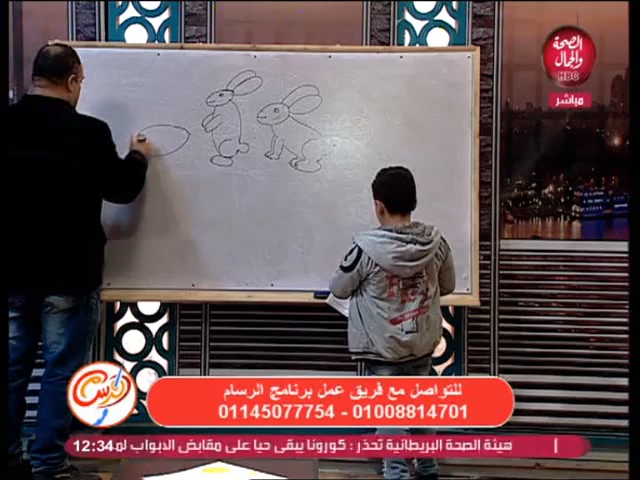 الصحة
والجمال
HBC
مباشر
الرسام
للتواصل مع فريق عمل برنامج الرسام
01145077754 - 01008814701
هيئة الصحة البريطانية تحذر : كورونا يبقى حيا على مقابض الابواب لم
12:34